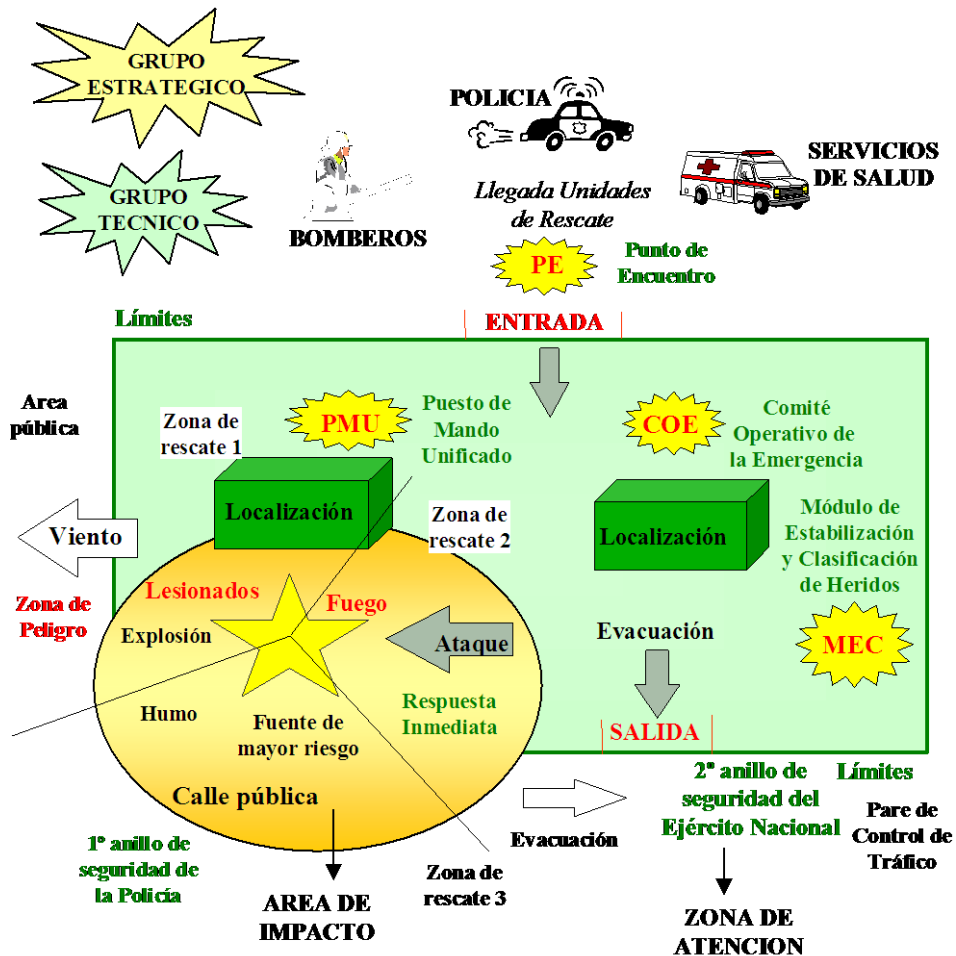 GRUPO
ESTRATEGICO
POLICIA
SERVICIOS
DE SALUD
GRUPO
TECNICO
BOMBEROS
Llegada Unidades
de Rescate
PE
Punto de
Encuentro
Límites
ENTRADA
Area
pública
Zona de
rescate 1
PMU
Puesto de
Mando
Unificado
COE
Comité
Operativo de
la Emergencia
Localización
Zona de
rescate 2
Localización
Módulo de
Estabilización
y Clasificación
de Heridos
Viento
Zona de
Peligro
Lesionados
Fuego
Explosión
Ataque
Evacuación
MEC
Humo
Fuente de
mayor riesgo
Respuesta
Inmediata
SALIDA
Calle pública
2º anillo de
seguridad del
Ejército Nacional
Límites
Pare de
Control de
Tráfico
Evacuación
1º anillo de
seguridad de
la Policía
Zona de
rescate 3
AREA DE
IMPACTO
ZONA DE
ATENCION